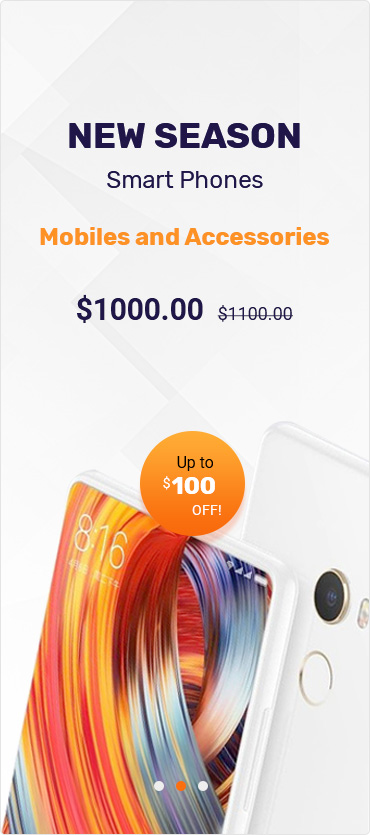 NEW SEASON
Smart Phones
Mobiles and Accessories
$1000.00 $1100.00
Up to
$100
OFF!
8:16